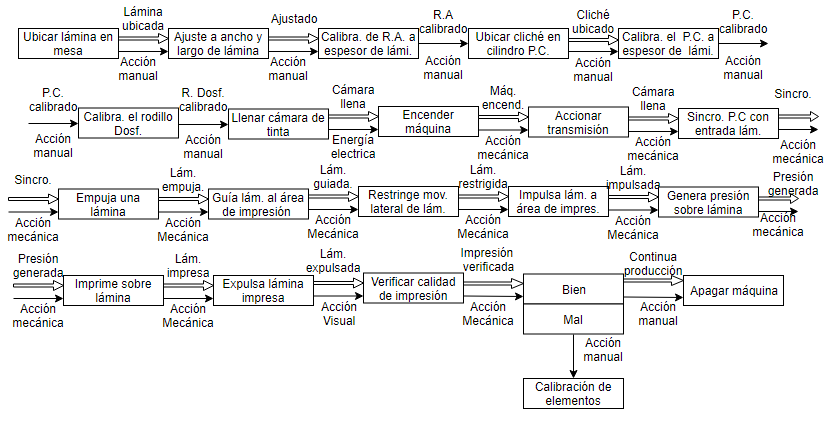 Lámina
ubicada
Ajustado
R.A
calibrado
Cliché
ubicado
P.C.
calibrado
Ubicar lámina en
mesa
Ajuste a ancho y
largo de lámina
Calibra. de R.A. a
espesor de lámi.
Ubicar cliché en
cilindro P.C.
Calibra. el P.C. a
espesor de lámi.
Acción
manual
Acción
manual
Acción
manual
Acción
manual
Acción
manual
P.C.
calibrado
R. Dosf.
calibrado
Cámara
llena
Máq.
encend.
Cámara
llena
Sincro.
Calibra. el rodillo
Dosf.
Llenar cámara de
tinta
Encender
máquina
Accionar
transmisión
Sincro. P.C con
entrada lám.
Acción
manual
Acción
manual
Energía
electrica
Acción
mecánica
Acción
mecánica
Acción
mecánica
Sincro.
Lám.
empuja.
Lám.
guiada.
Lám.
restrigida
Lám.
impulsada
Presión
generada
Empuja una
lámina
Guía lám. al área
de impresión
Restringe mov.
lateral de lám.
Impulsa lám. a
área de impres.
Genera presión
sobre lámina
Acción
mecánica
Acción
Mecánica
Acción
Mecánica
Acción
Mecánica
Acción
Mecánica
Acción
mecánica
Presión
generada
Lám.
impresa
Lám.
expulsada
Impresión
verificada
Continua
producción
Imprime sobre
lámina
Expulsa lámina
impresa
Verificar calidad
de impresión
Bien
Mal
Apagar máquina
Acción
mecánica
Acción
Mecánica
Acción
Visual
Acción
Mecánica
Acción
manual
Acción
manual
Calibración de
elementos